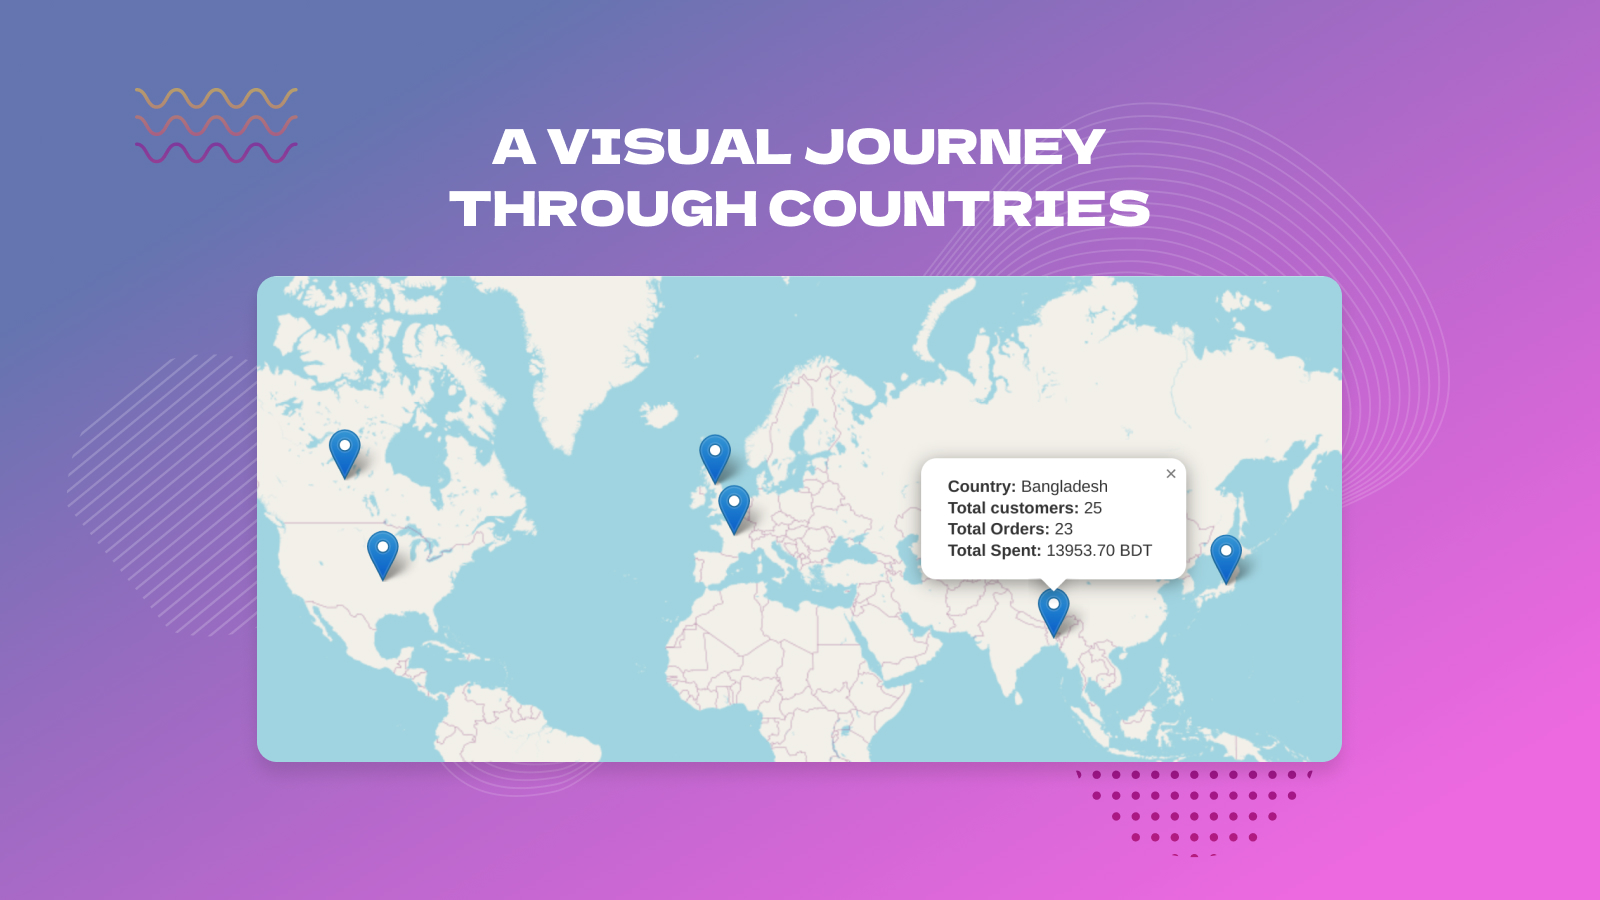 A VISUAL JOURNEY
THROUGH COUNTRIES
×
Country: Bangladesh
Total customers: 25
Total Orders: 23
Total Spent: 13953.70 BDT